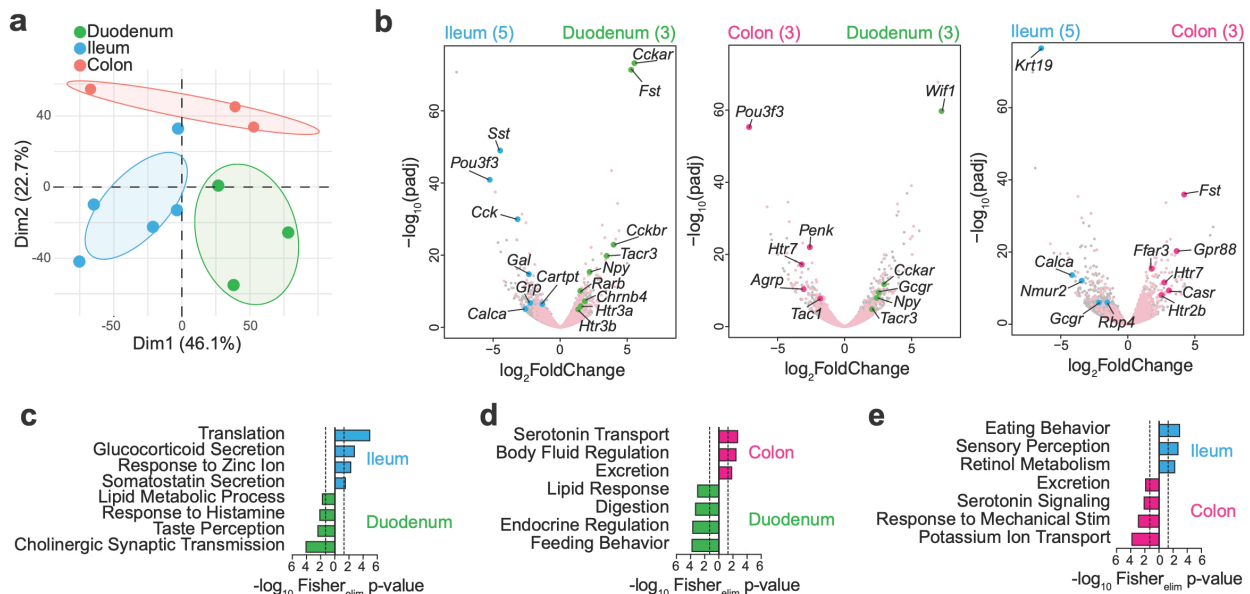 a
Duodenum
Ileum
Colon
40
0
-40
-50
0
50
Dim2 (22.7%)
Dim1 (46.1%)
b
Ileum (5)
Duodenum (3)
Cckar
Fst
Sst
Pou3f3
Cck
Cckbr
Tacr3
Gal
Cartpt
Npy
Grp
Rarb
Chrnb4
Calca
Htr3a
Htr3b
60
40
20
0
−5
0
5
−log10(padj)
log2FoldChange
Colon (3)
Duodenum (3)
Wif1
Pou3f3
Penk
Htr7
Agrp
Cckar
Gcgr
Npy
Tac1
Tacr3
60
40
20
0
−5
0
5
−log10(padj)
log2FoldChange
Ileum (5)
Colon (3)
Krt19
Fst
Ffar3
Gpr88
Calca
Htr7
Nmur2
Casr
Gcgr
Rbp4
Htr2b
60
40
20
0
−5
0
5
−log10(padj)
log2FoldChange
c
Translation
Glucocorticoid Secretion
Response to Zinc Ion
Somatostatin Secretion
Lipid Metabolic Process
Response to Histamine
Taste Perception
Cholinergic Synaptic Transmission
Ileum
Duodenum
4 2 0 2 4 6
-log10 Fisherelim p-value
d
Serotonin Transport
Body Fluid Regulation
Excretion
Lipid Response
Digestion
Endocrine Regulation
Feeding Behavior
Colon
Duodenum
6 4 2 0 2 4 6
-log10 Fisherelim p-value
e
Eating Behavior
Sensory Perception
Retinol Metabolism
Excretion
Serotonin Signaling
Response to Mechanical Stim
Potassium Ion Transport
Ileum
Colon
6 4 2 0 2 4 6
-log10 Fisherelim p-value